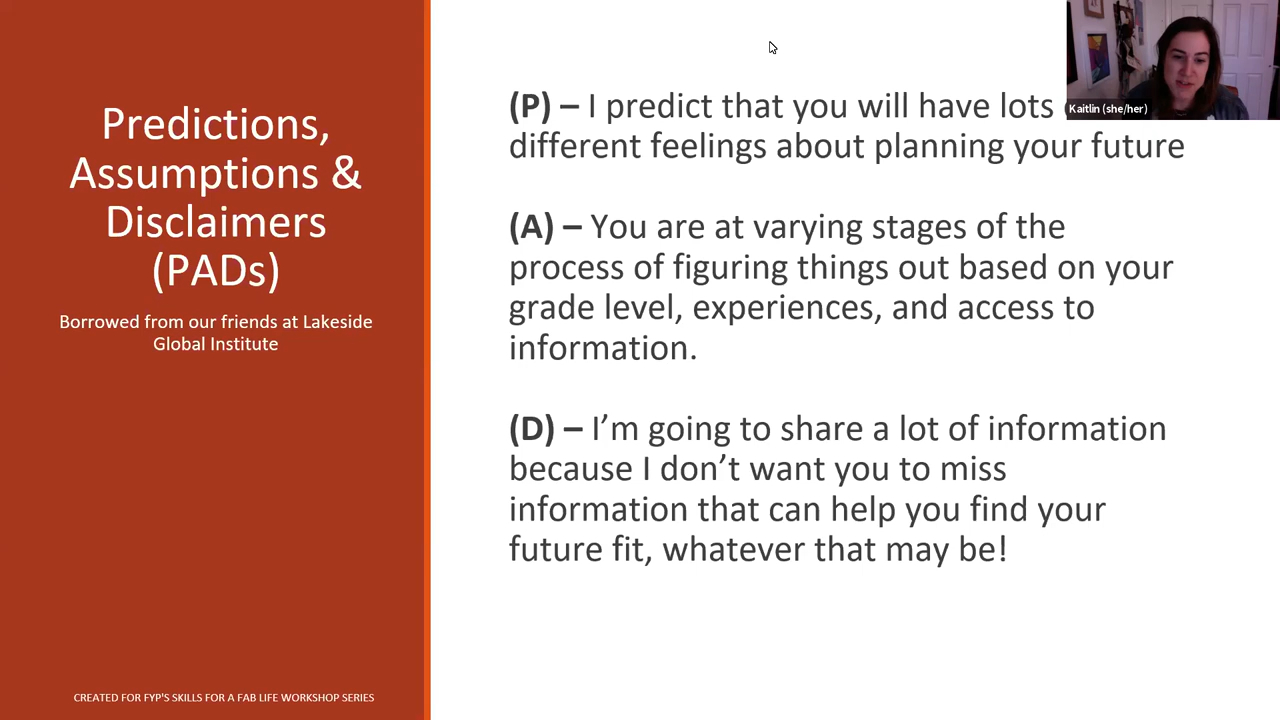 Predictions,
Assumptions &
Disclaimers
(PADs)
Borrowed from our friends at Lakeside
Global Institute
CREATED FOR FYP'S SKILLS FOR A FAB LIFE WORKSHOP SERIES
(P) – I predict that you will have lots
different feelings about planning your future
(A) – You are at varying stages of the
process of figuring things out based on your
grade level, experiences, and access to
information.
(D) – I’m going to share a lot of information
because I don’t want you to miss
information that can help you find your
future fit, whatever that may be!
Kaitlin (she/her)